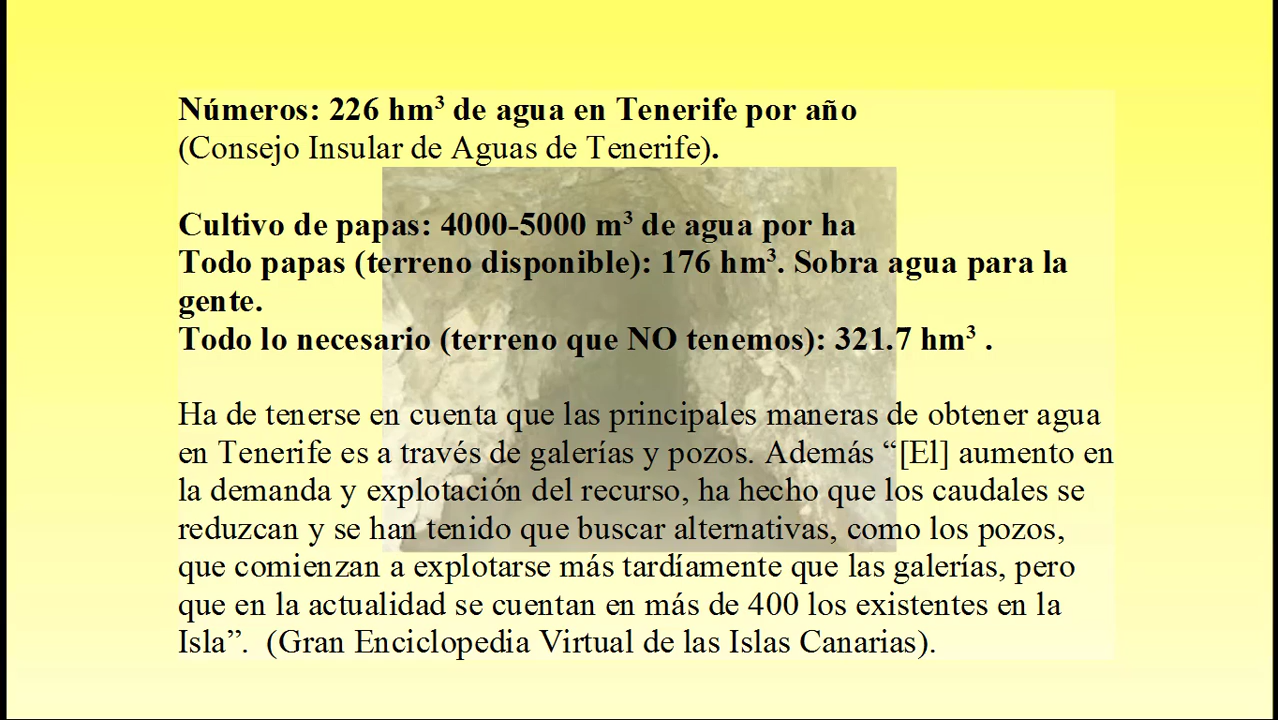 Números: 226 hm³ de agua en Tenerife por año
(Consejo Insular de Aguas de Tenerife).
Cultivo de papas: 4000-5000 m³ de agua por ha
Todo papas (terreno disponible): 176 hm³. Sobra agua para la
gente.
Todo lo necesario (terreno que NO tenemos): 321.7 hm³ .
Ha de tenerse en cuenta que las principales maneras de obtener agua
en Tenerife es a través de galerías y pozos. Además “[El] aumento en
la demanda y explotación del recurso, ha hecho que los caudales se
reduzcan y se han tenido que buscar alternativas, como los pozos,
que comienzan a explotarse más tardíamente que las galerías, pero
que en la actualidad se cuentan en más de 400 los existentes en la
Isla”.  (Gran Enciclopedia Virtual de las Islas Canarias).